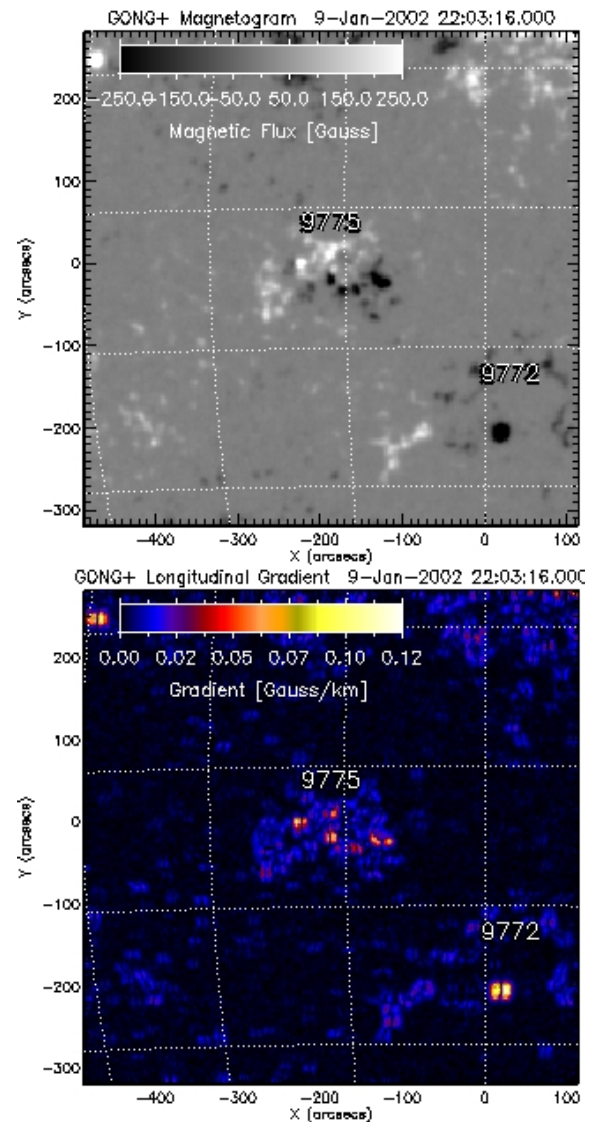 GONG+ Magnetogram 9-Jan-2002 22:03:16.000
-250.0 -150.0 -50.0 50.0 150.0 250.0
Magnetic Flux [Gauss]
200
100
9775
0
Y (arcsecs)
-100
9772
-200
-300
-400 -300 -200 -100 0 100
X (arcsecs)
GONG+ Longitudinal Gradient 9-Jan-2002 22:03:16.000
0.00 0.02 0.05 0.07 0.10 0.12
Gradient [Gauss/km]
200
100
9775
0
Y (arcsecs)
-100
9772
-200
-300
-400 -300 -200 -100 0 100
X (arcsecs)